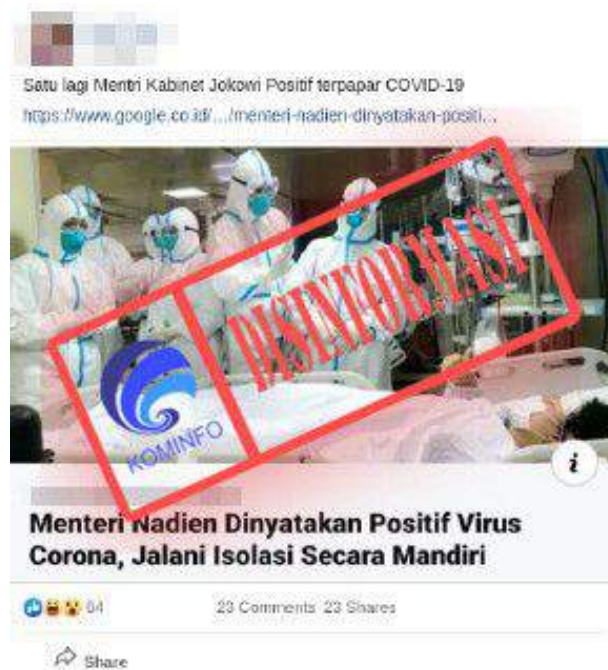 Satu lagi Mentri Kabinet Jokowi Positif terpapar COVID-19
https://www.google.co.id/.../menteri-nadien-dinyatakan-positi...
DISINFORMASI
KOMINFO
i
Menteri Nadien Dinyatakan Positif Virus
Corona, Jalani Isolasi Secara Mandiri
64 23 Comments 23 Shares
Share